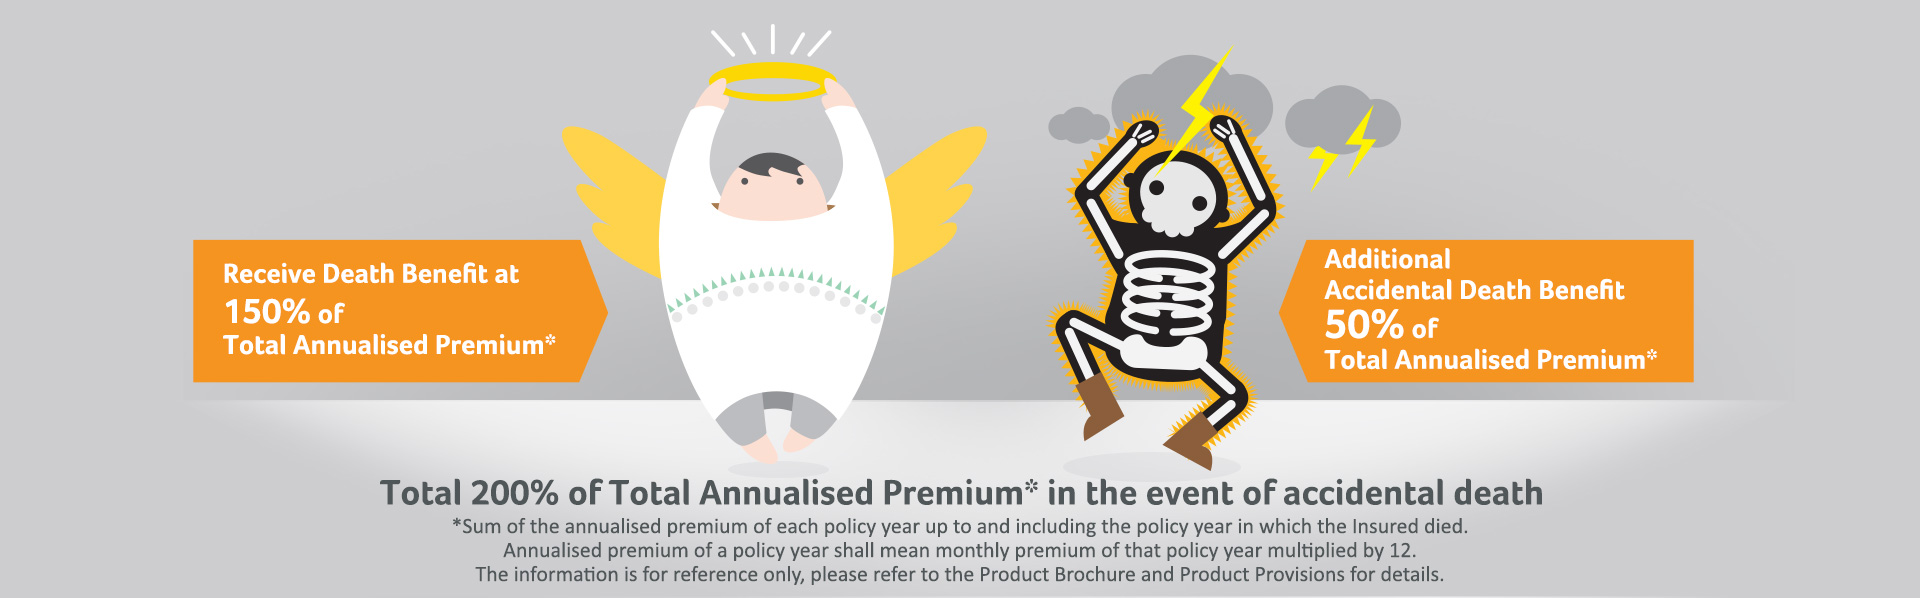 Receive Death Benefit at
150% of
Total Annualised Premium*
Additional
Accidental Death Benefit
50% of
Total Annualised Premium*
Total 200% of Total Annualised Premium* in the event of accidental death
*Sum of the annualised premium of each policy year up to and including the policy year in which the Insured died.
Annualised premium of a policy year shall mean monthly premium of that policy year multiplied by 12.
The information is for reference only, please refer to the Product Brochure and Product Provisions for details.